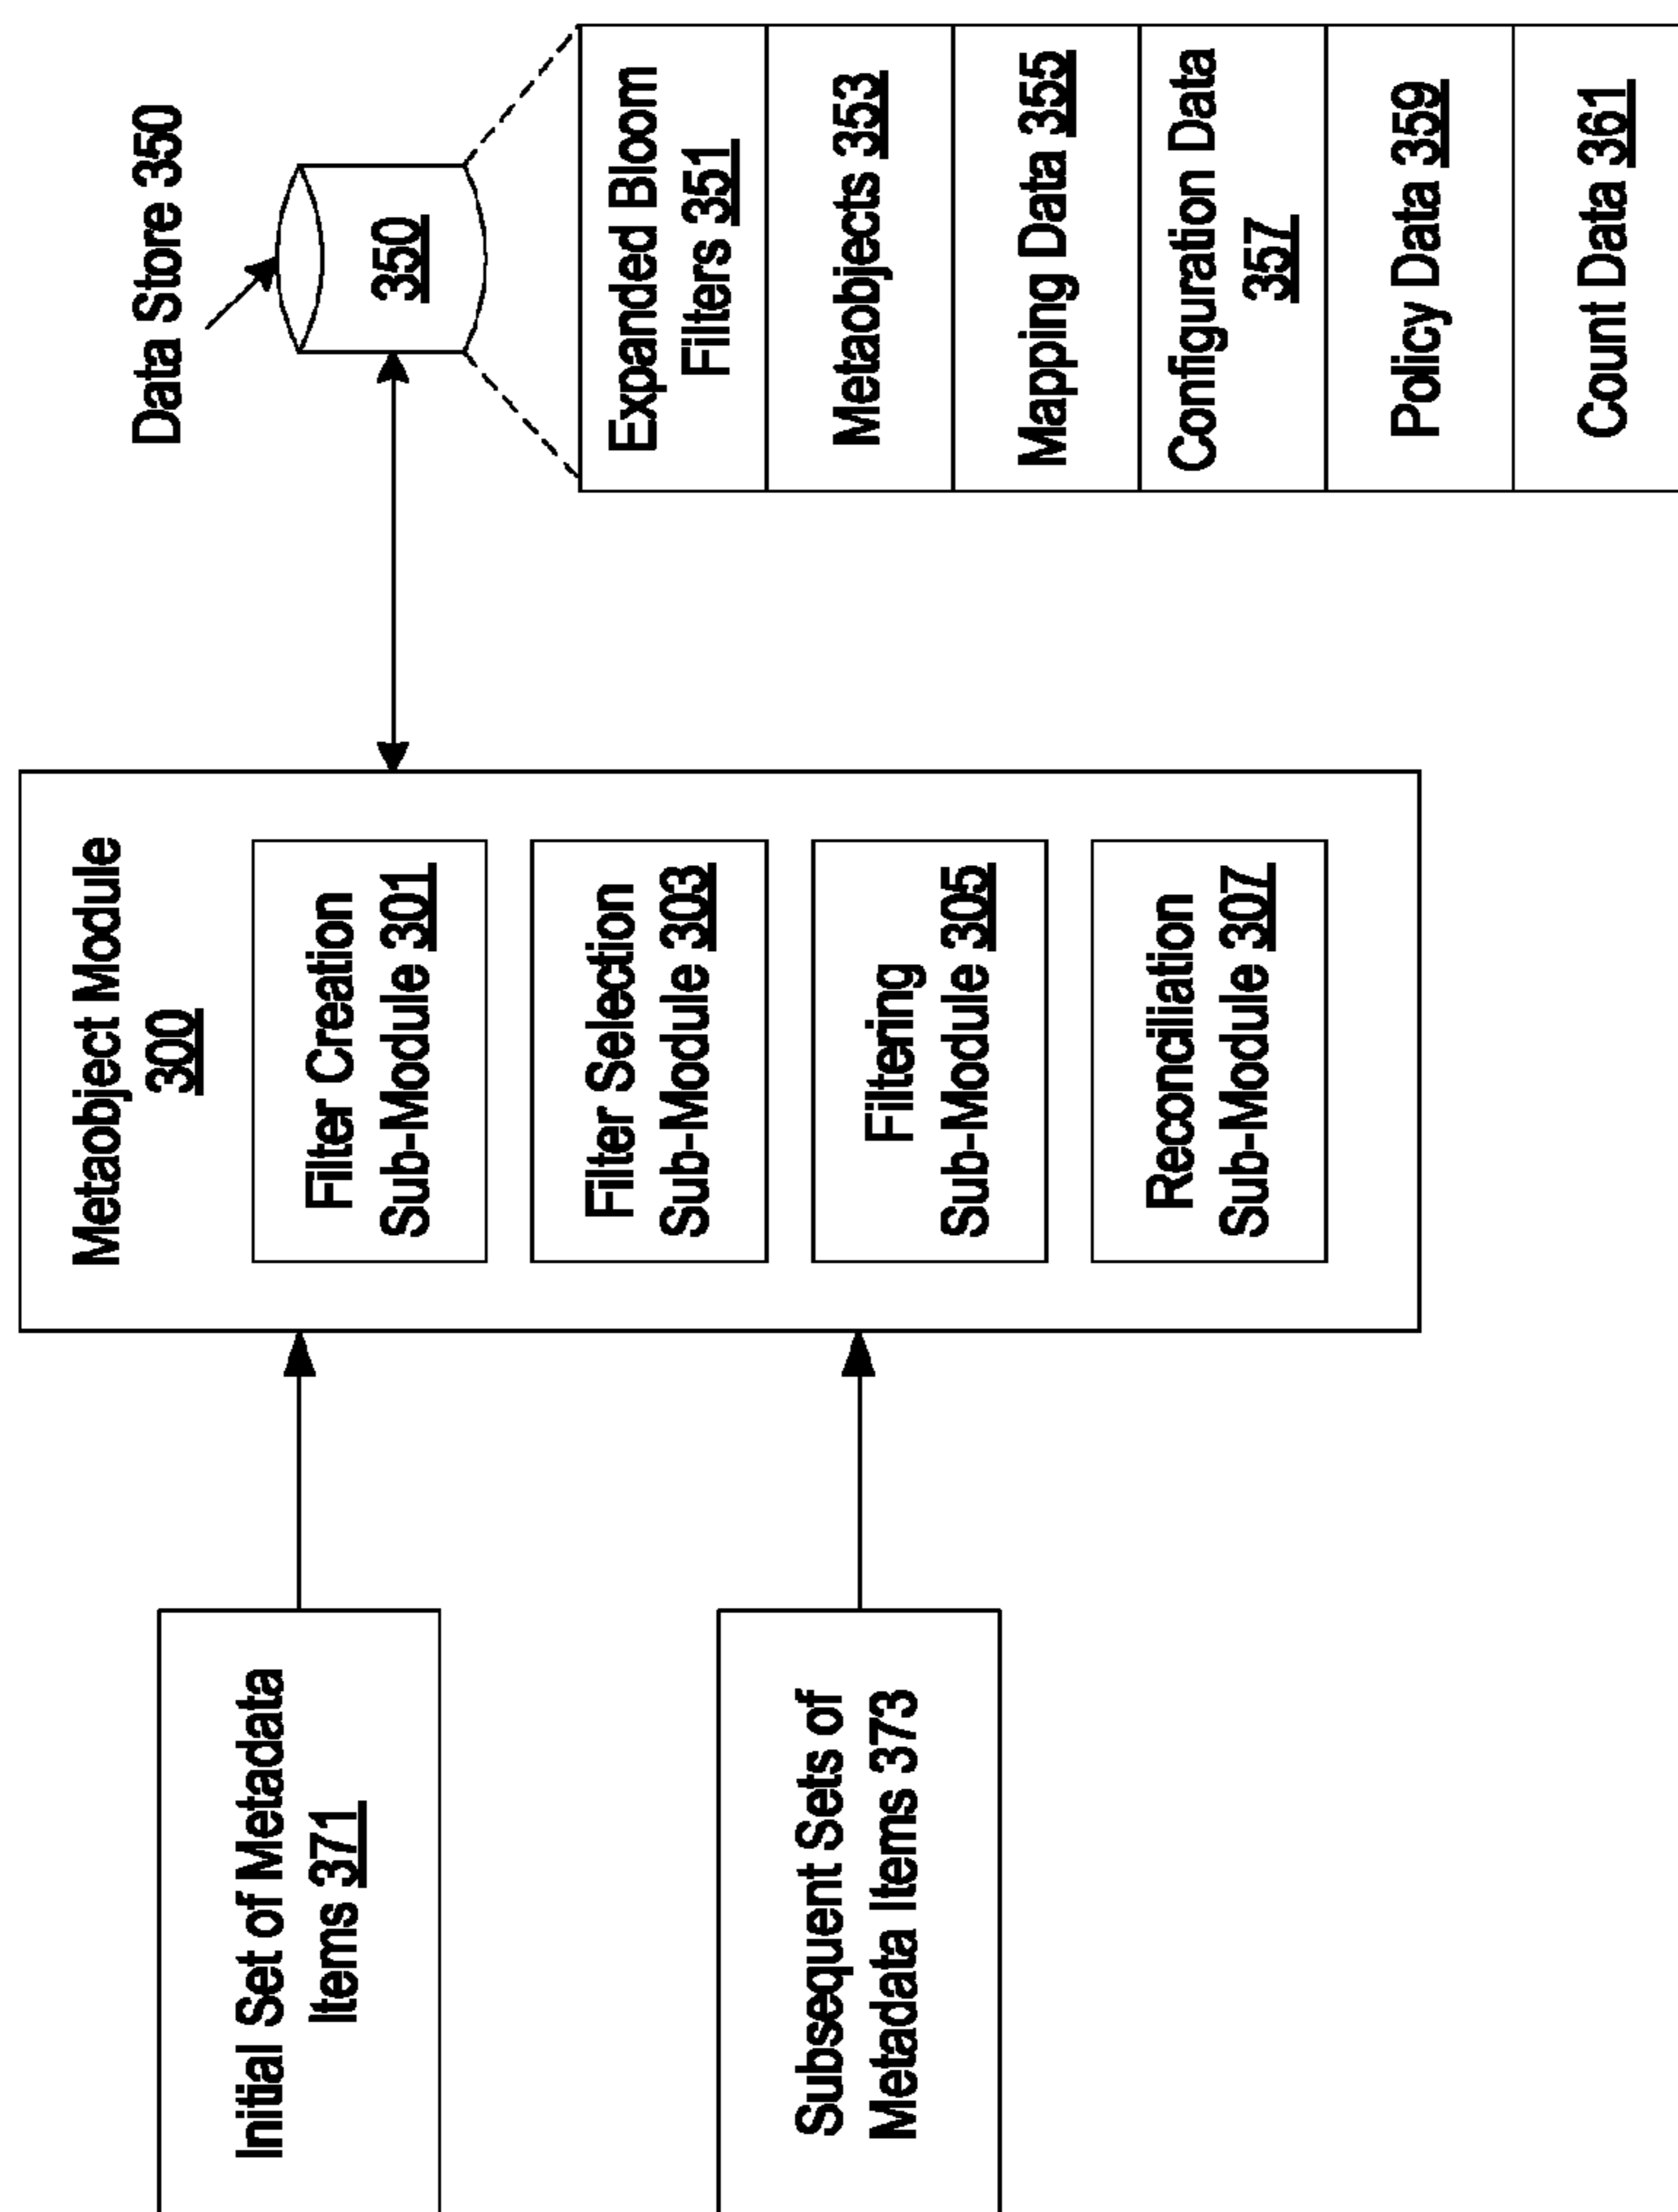 Initial Set of Metadata
Items 371
Subsequent Sets of
Metadata Items 373
Metaobject Module
300
Filter Creation
Sub-Module 301
Filter Selection
Sub-Module 303
Filtering
Sub-Module 305
Reconciliation
Sub-Module 307
Data Store 350
350
Expanded Bloom
Filters 351
Metaobjects 353
Mapping Data 355
Configuration Data
357
Policy Data 359
Count Data 361